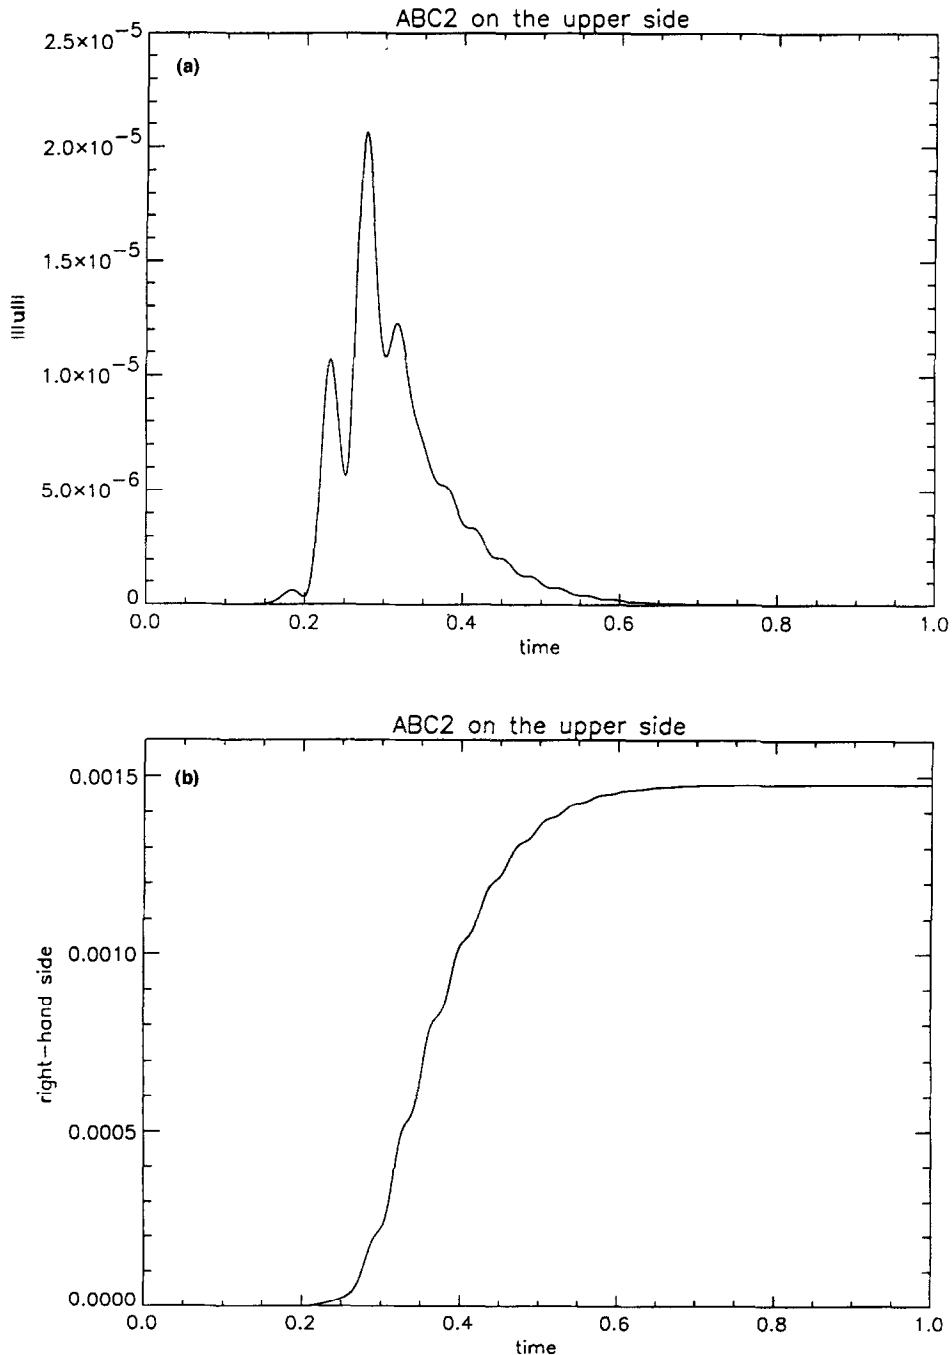 ABC2 on the upper side
(a)
2.5×10⁻⁵
2.0×10⁻⁵
1.5×10⁻⁵
1.0×10⁻⁵
5.0×10⁻⁶
0
|||u|||
0.0 0.2 0.4 0.6 0.8 1.0
time
ABC2 on the upper side
(b)
0.0015
0.0010
0.0005
0.0000
right-hand side
0.0 0.2 0.4 0.6 0.8 1.0
time